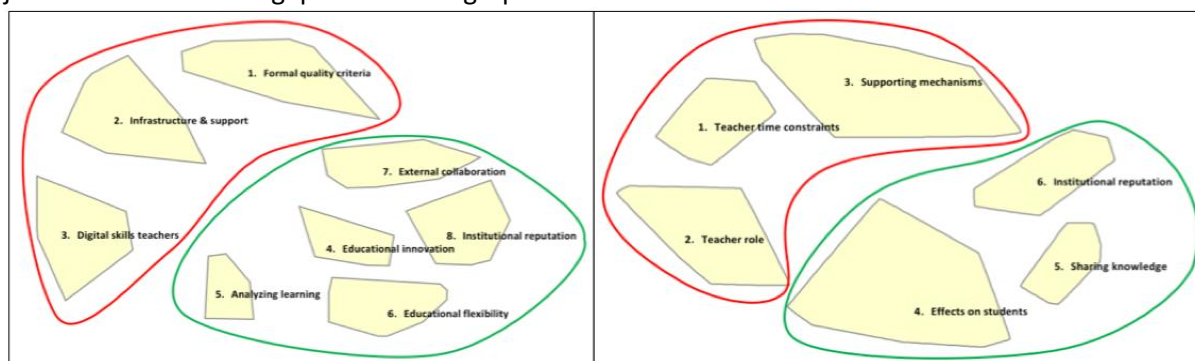 1. Formal quality criteria
2. Infrastructure & support
3. Digital skills teachers
7. External collaboration
8. Institutional reputation
4. Educational innovation
5. Analyzing learning
6. Educational flexibility
3. Supporting mechanisms
1. Teacher time constraints
2. Teacher role
6. Institutional reputation
5. Sharing knowledge
4. Effects on students